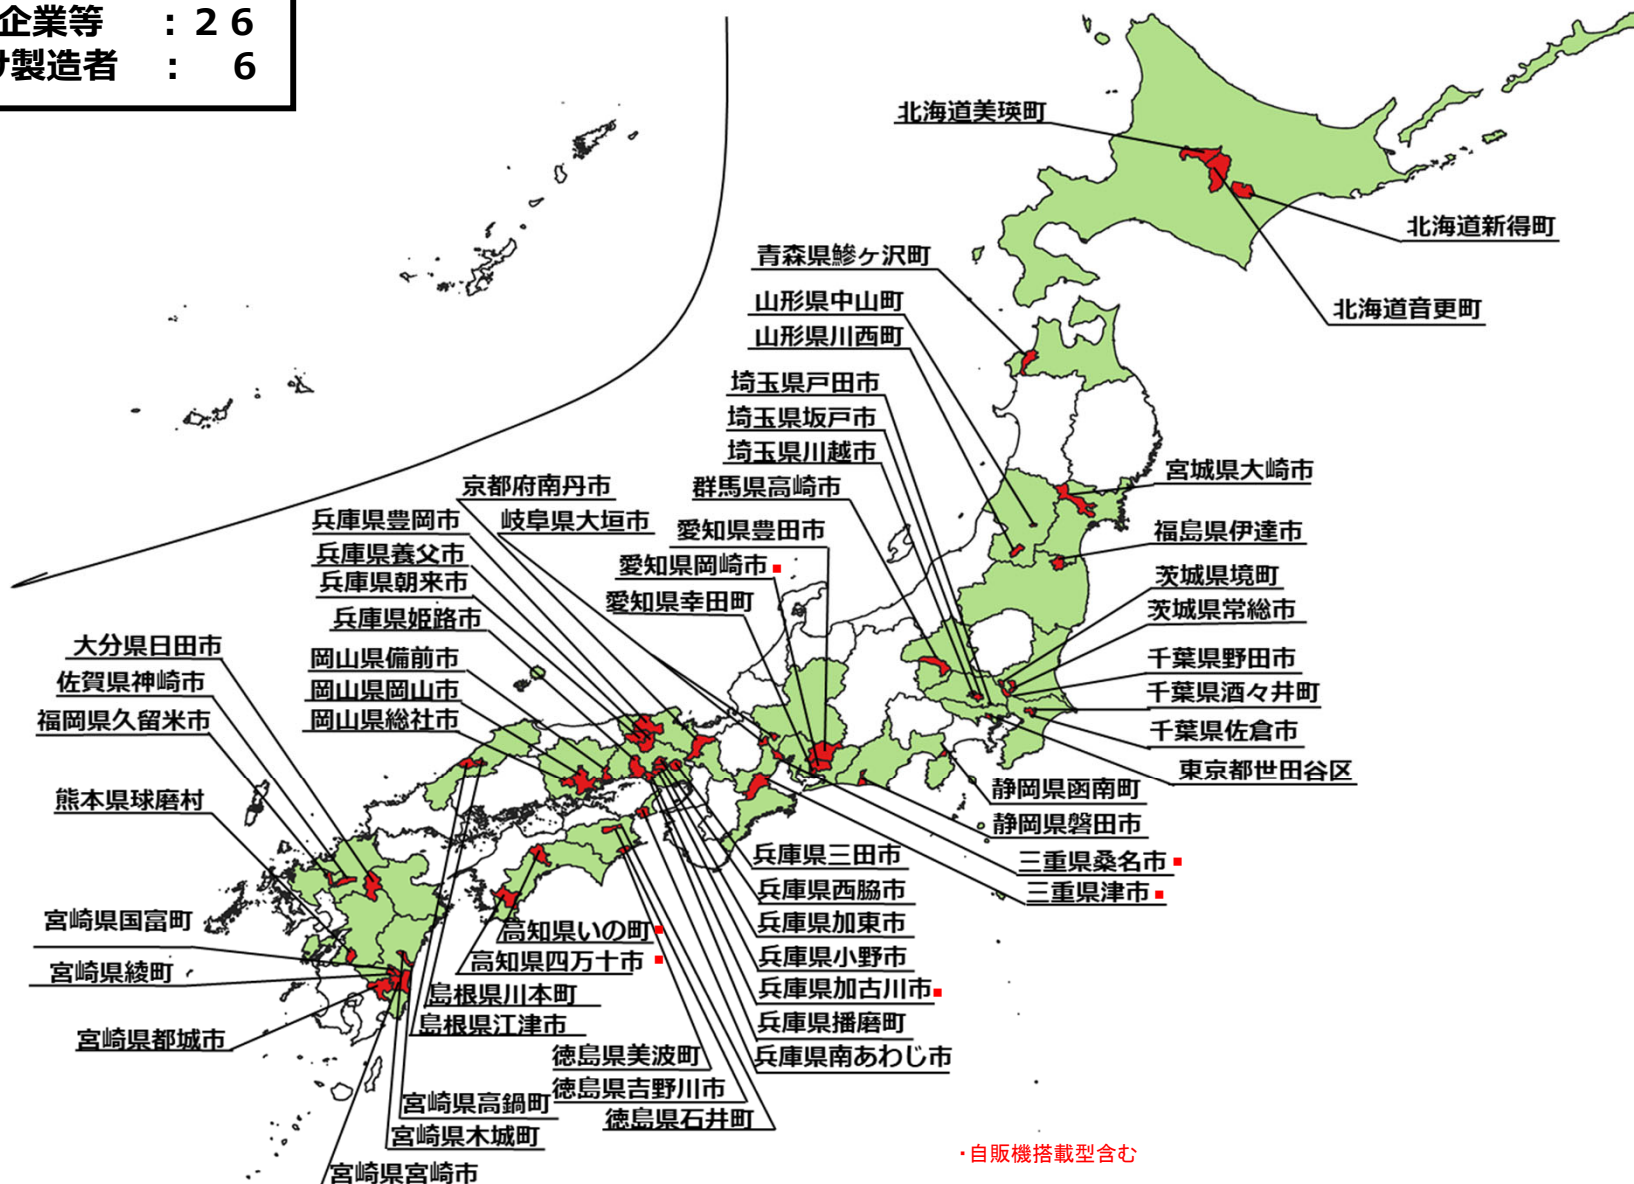 企業等 ：２６
け製造者 ： ６
北海道美瑛町
北海道新得町
北海道音更町
青森県鰺ヶ沢町
山形県中山町
山形県川西町
埼玉県戸田市
埼玉県坂戸市
埼玉県川越市
群馬県高崎市
宮城県大崎市
福島県伊達市
茨城県境町
茨城県常総市
千葉県野田市
千葉県酒々井町
千葉県佐倉市
東京都世田谷区
京都府南丹市
岐阜県大垣市
愛知県豊田市
愛知県岡崎市
愛知県幸田町
兵庫県豊岡市
兵庫県養父市
兵庫県朝来市
兵庫県姫路市
岡山県備前市
岡山県岡山市
岡山県総社市
大分県日田市
佐賀県神崎市
福岡県久留米市
熊本県球磨村
静岡県函南町
静岡県磐田市
三重県桑名市
三重県津市
兵庫県三田市
兵庫県西脇市
兵庫県加東市
兵庫県小野市
兵庫県加古川市
兵庫県播磨町
兵庫県南あわじ市
宮崎県国富町
宮崎県綾町
宮崎県都城市
高知県いの町
高知県四万十市
島根県川本町
島根県江津市
徳島県美波町
徳島県吉野川市
徳島県石井町
宮崎県高鍋町
宮崎県木城町
宮崎県宮崎市
・自販機搭載型含む